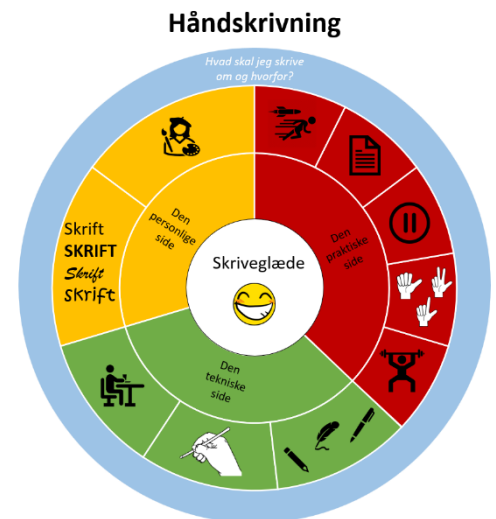 Håndskrivning
Hvad skal jeg skrive
om og hvorfor?
Den
personlige
side
Den
praktiske
side
Skrift
SKRIFT
Skrift
skrift
Skriveglæde
Den
tekniske
side